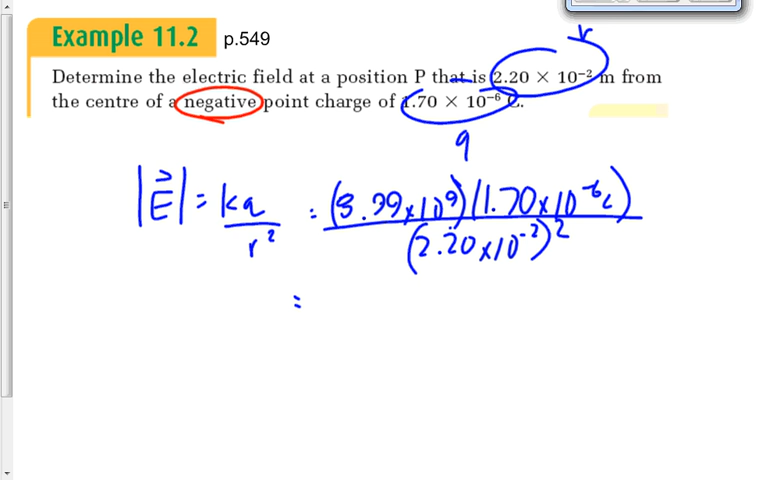 Example 11.2 p.549
r
Determine the electric field at a position P that is 2.20 × 10⁻² m from
the centre of a negative point charge of 1.70 × 10⁻⁶ C.
q
|E⃗| = kq/r² = (8.99×10⁹)(1.70×10⁻⁶c)/(2.20×10⁻²)²
=